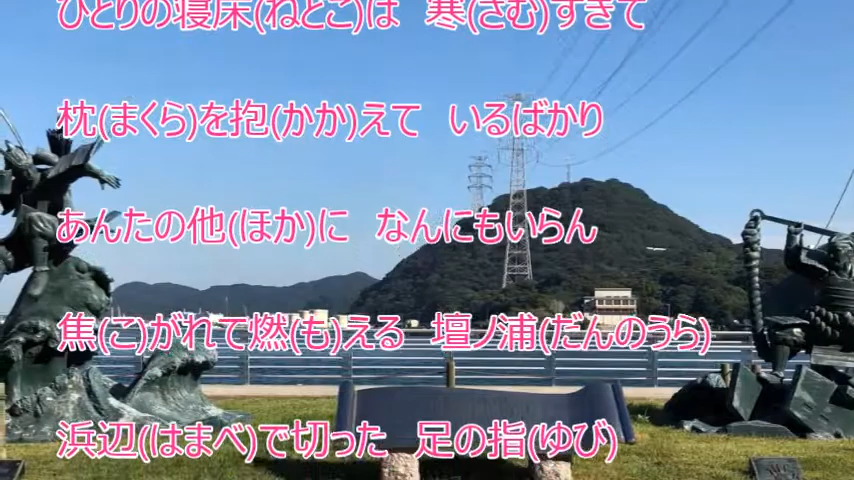 ひとりの寝床(ねどこ)は　寒(さむ)すぎて
枕(まくら)を抱(かか)えて　いるばかり
あんたの他(ほか)に　なんにもいらん
焦(こ)がれて燃(も)える　壇ノ浦(だんのうら)
浜辺(はまべ)で切った　足の指(ゆび)